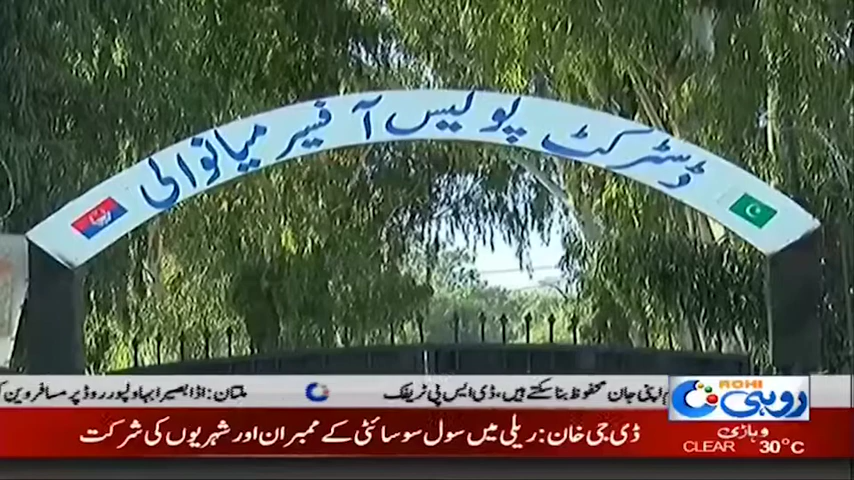 ڈسٹرکٹ پولیس آفیسر میانوالی
اپنی جان محفوظ بنا سکتے ہیں، ڈی ایس پی ٹریفک
ملتان: اڈا بصیرا بہاولپور روڈ پر مسافر وین
ROHI
روہی
ڈی جی خان: ریلی میں سول سوسائٹی کے ممبران اور شہریوں کی شرکت
وہاڑی
CLEAR 30°C